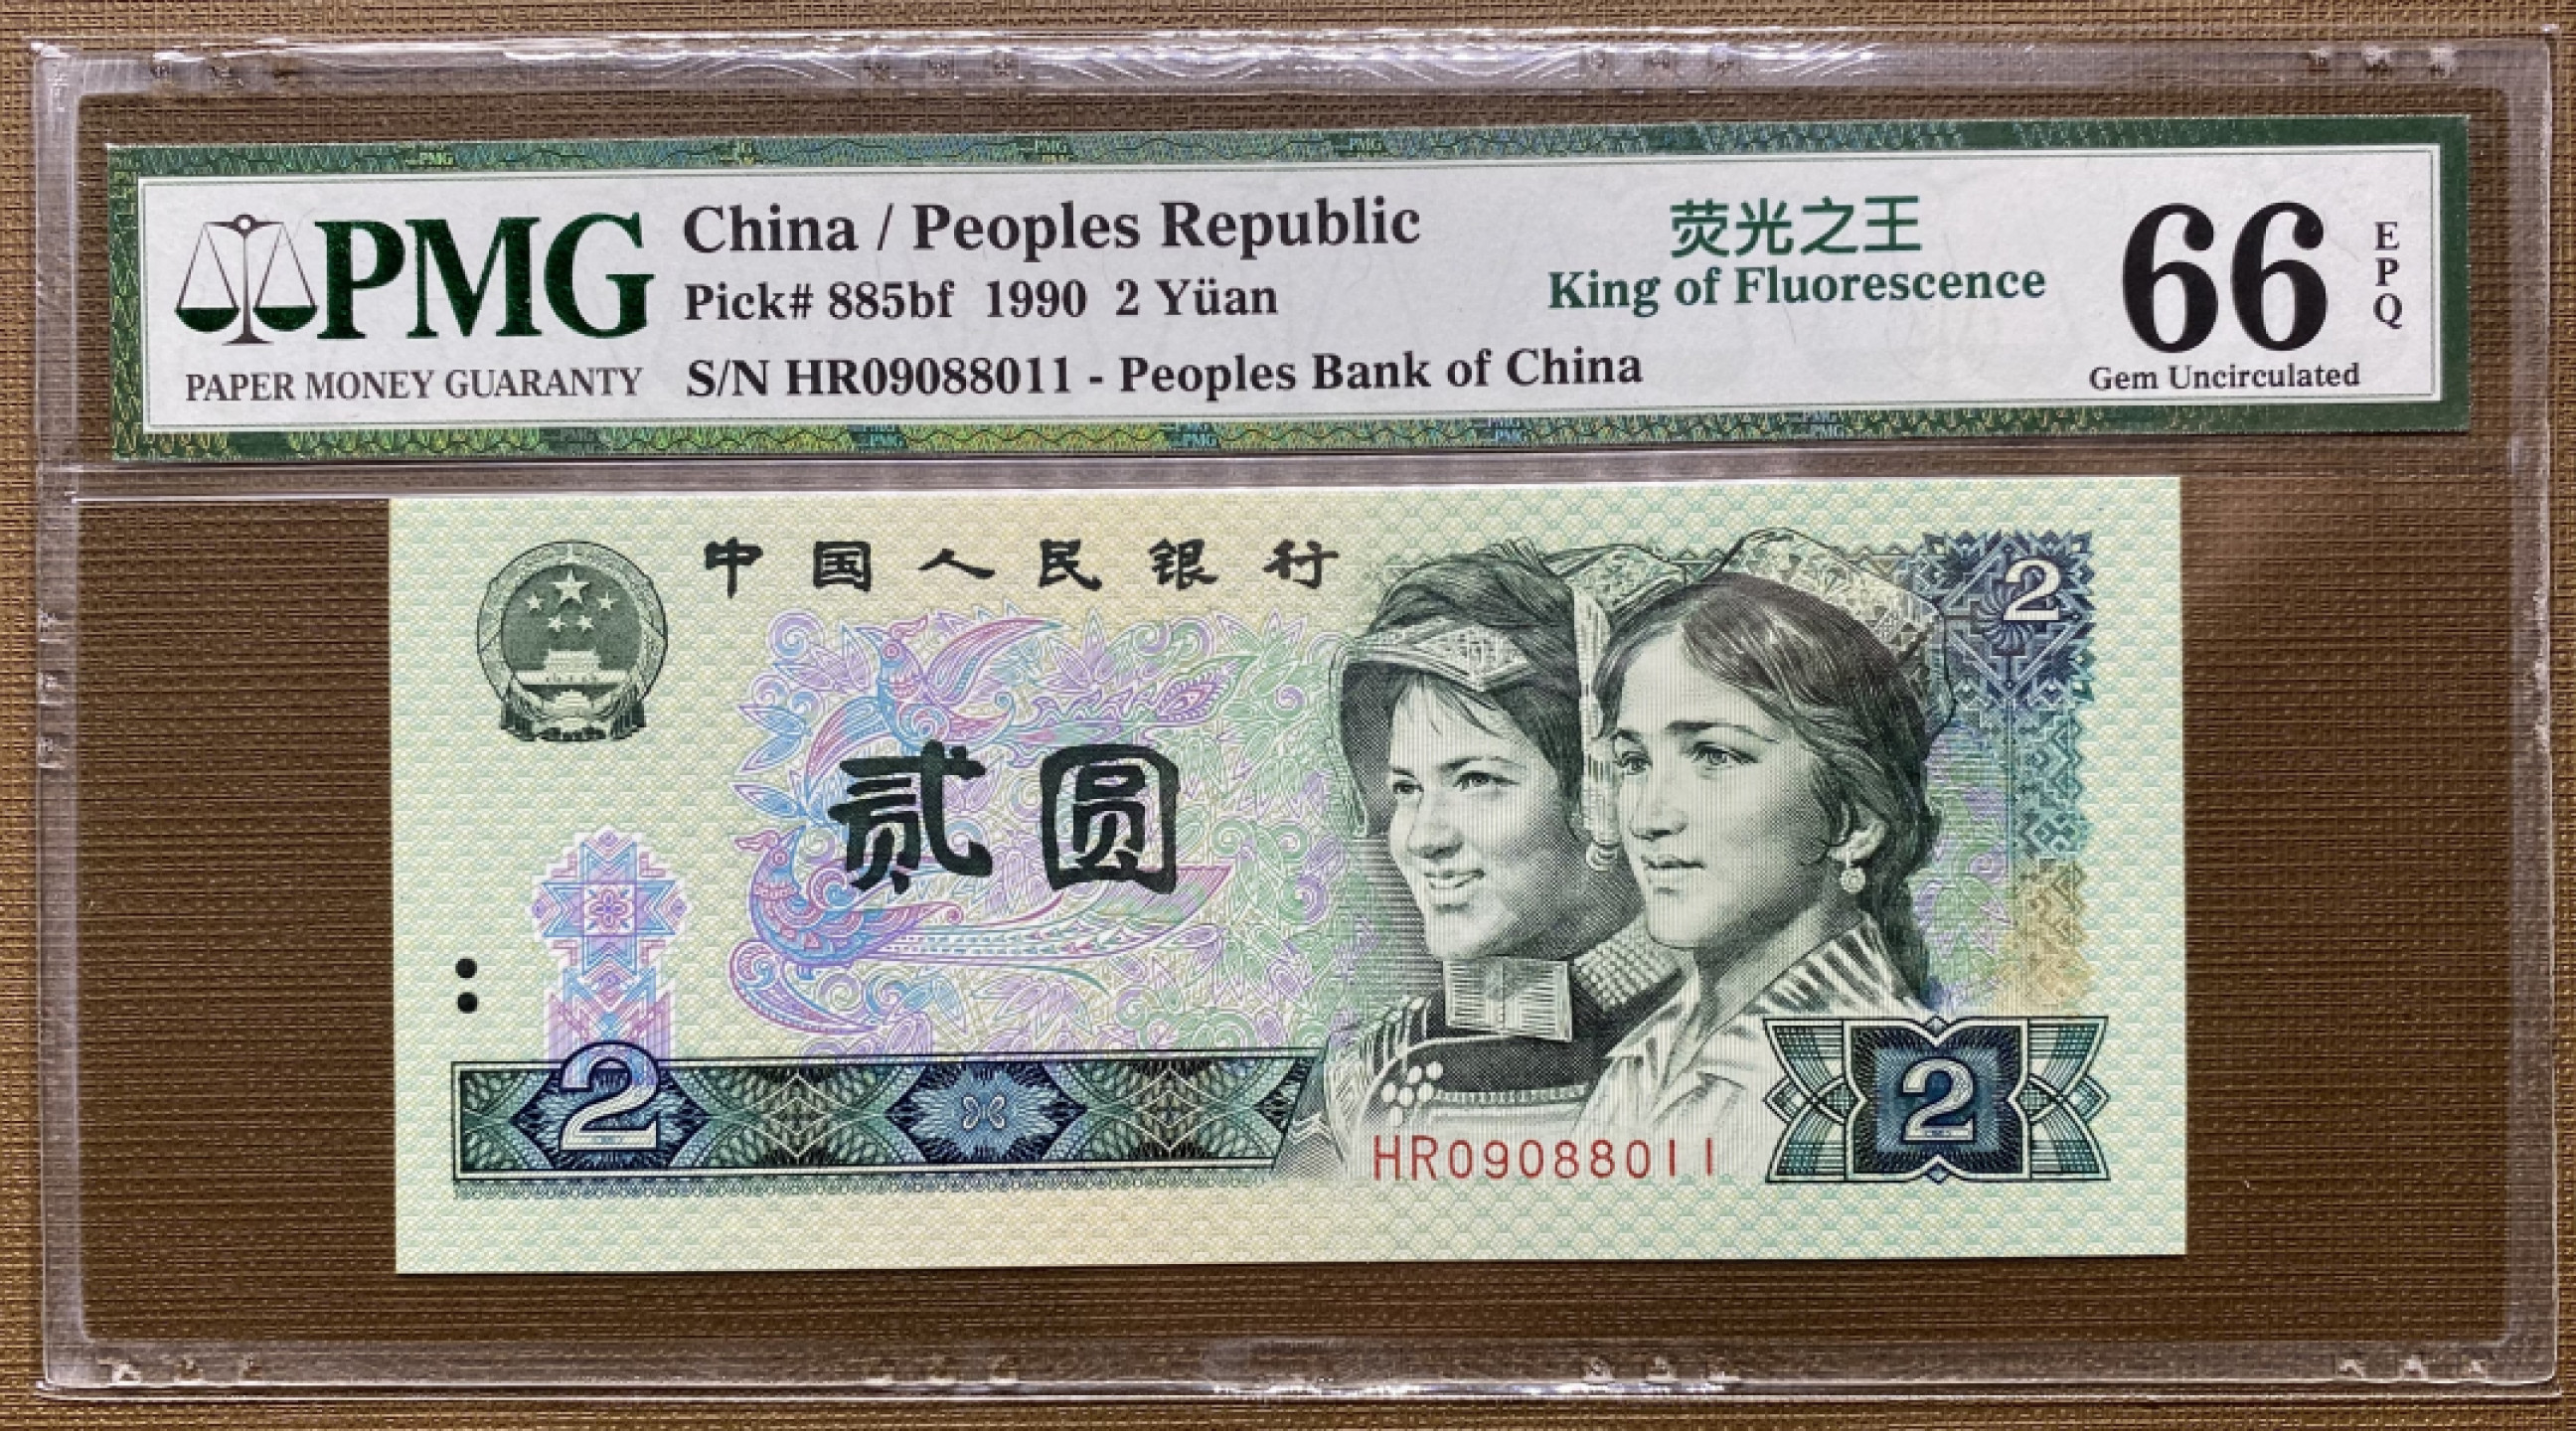 PMG
PAPER MONEY GUARANTY
China / Peoples Republic
Pick# 885bf 1990 2 Yüan
S/N HR09088011 - Peoples Bank of China
荧光之王
King of Fluorescence
66
EPQ
Gem Uncirculated
中国人民银行
2
贰圆
2
2
HR09088011